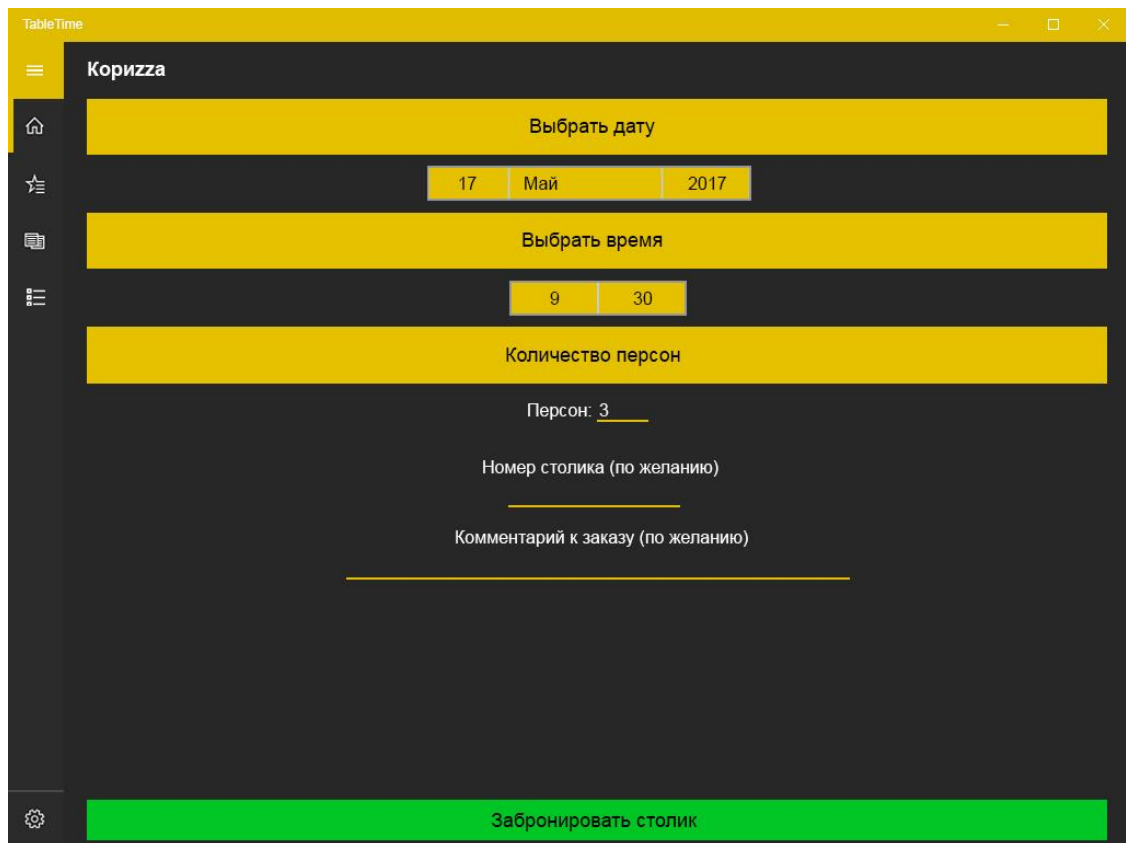 TableTime
Кориzza
Выбрать дату
17 Май 2017
Выбрать время
9 30
Количество персон
Персон: 3
Номер столика (по желанию)
Комментарий к заказу (по желанию)
Забронировать столик